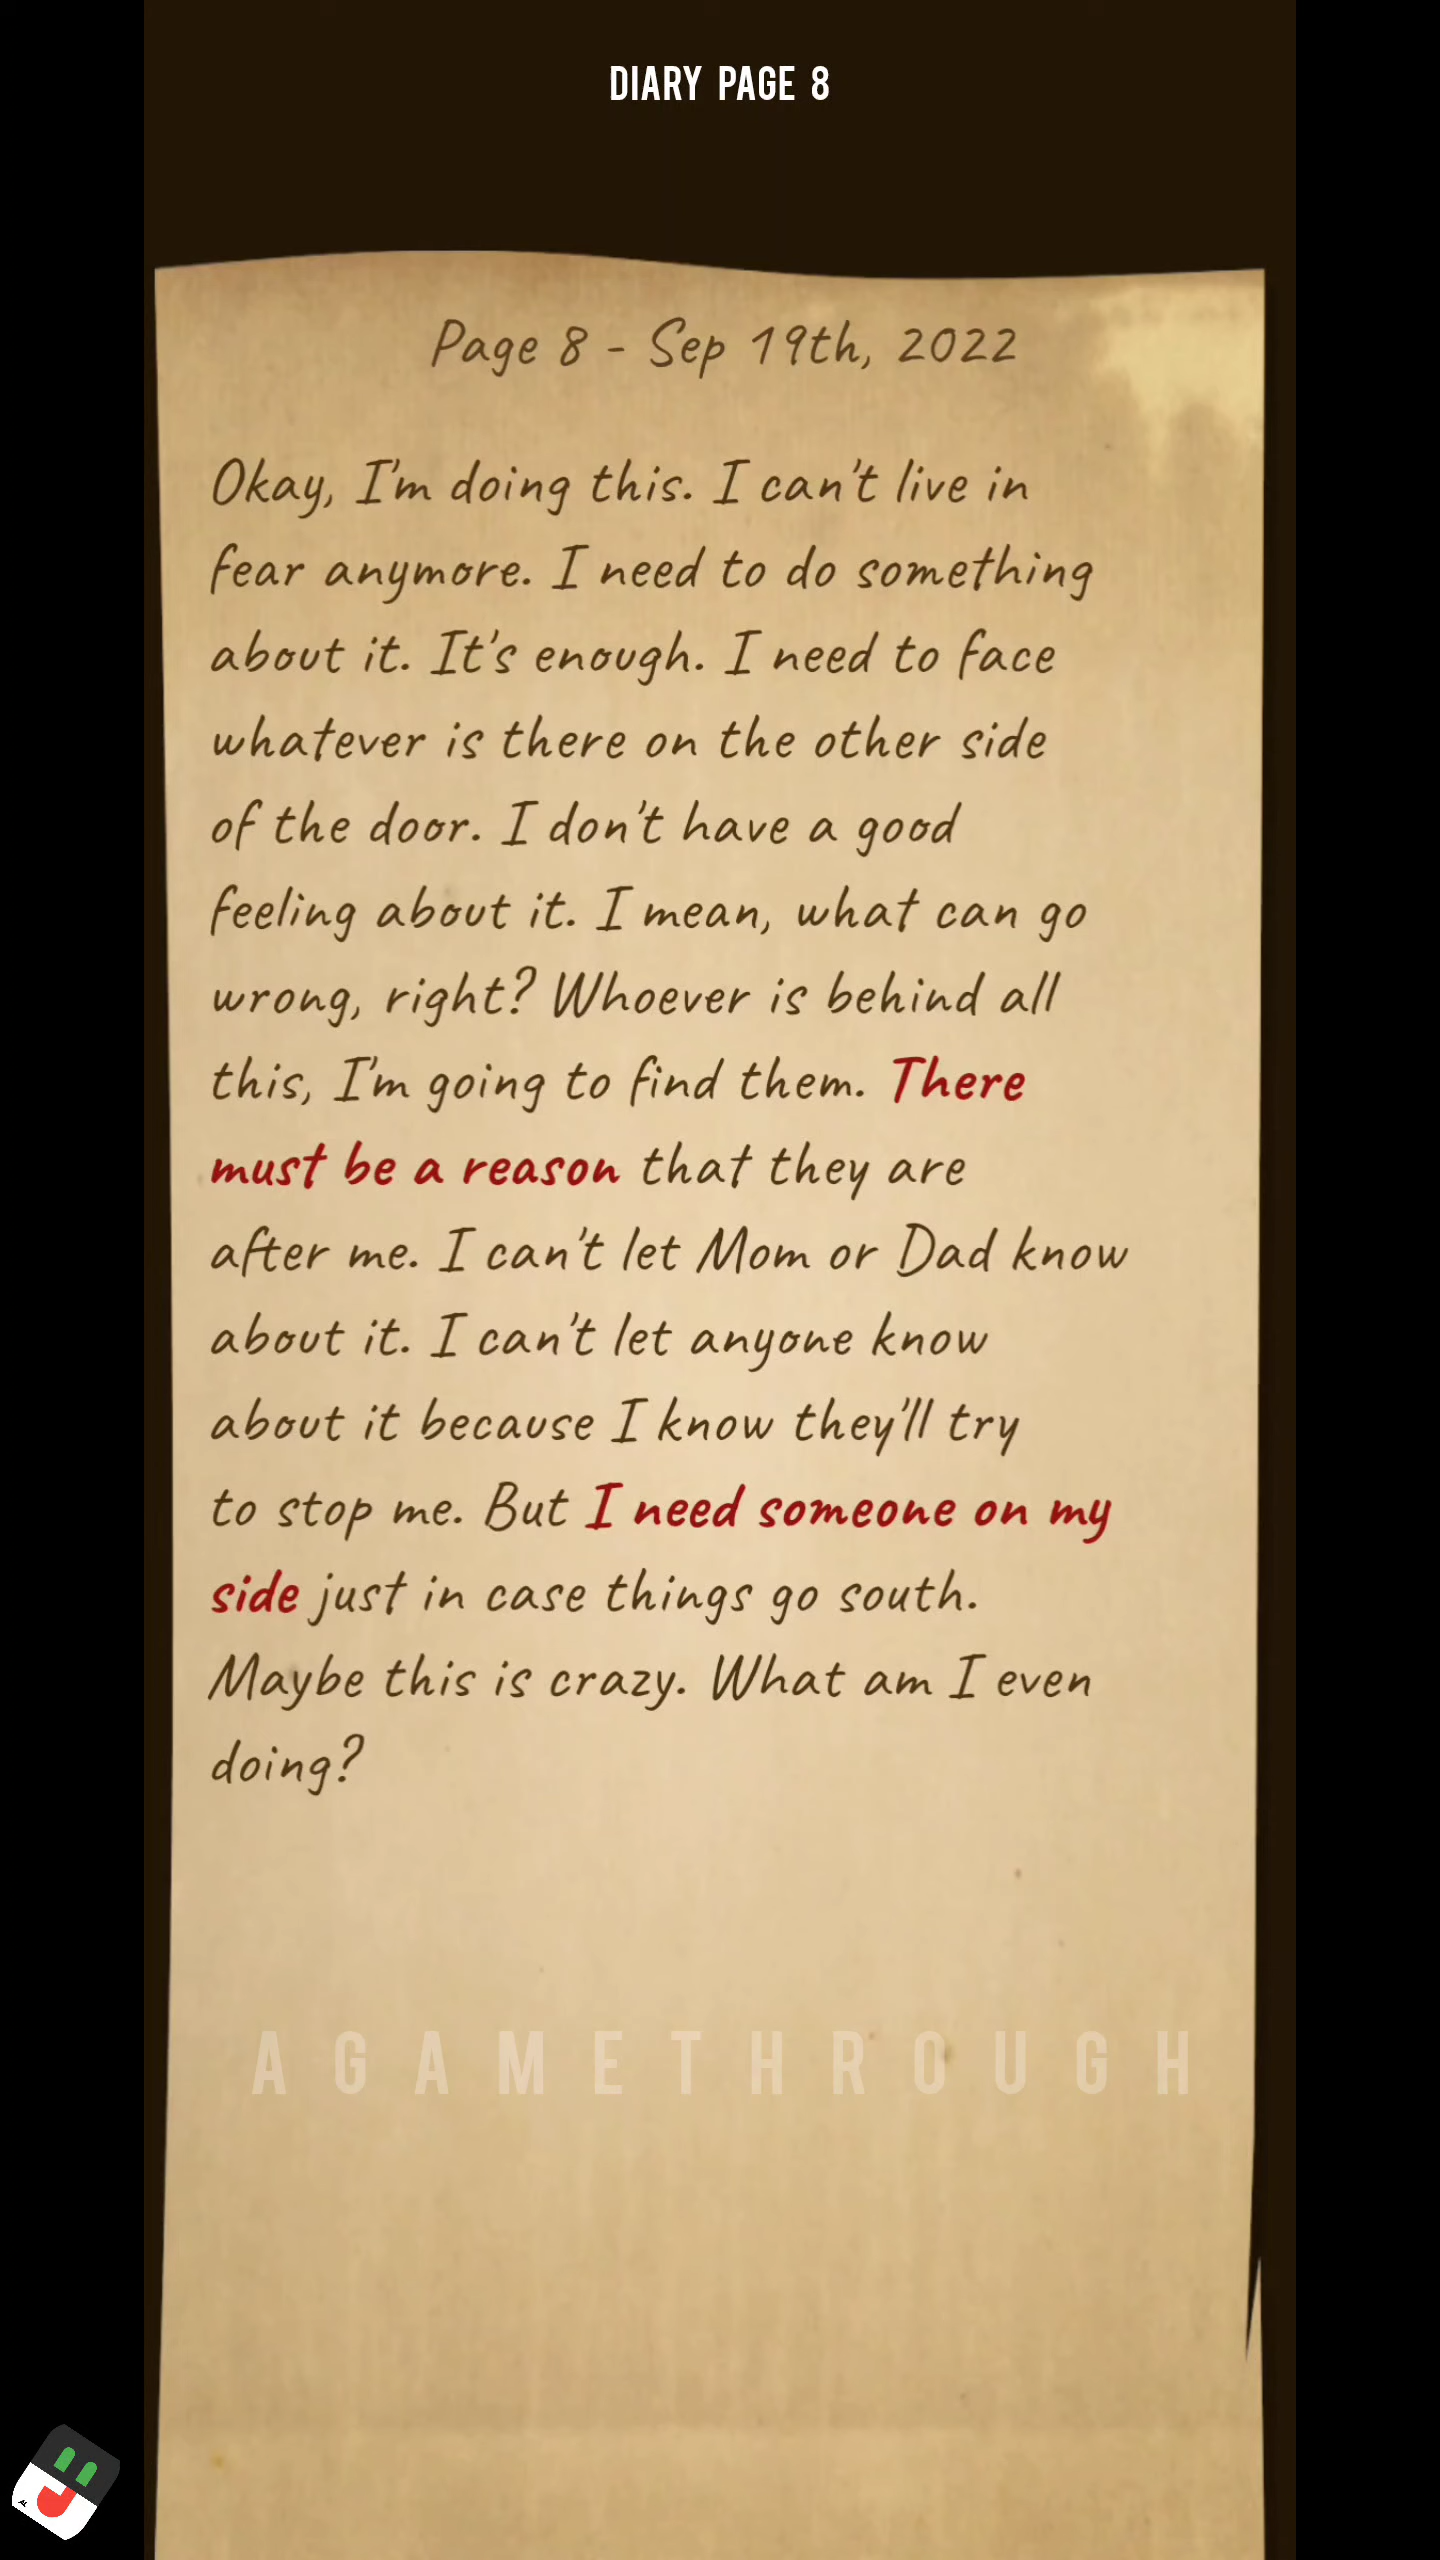 DIARY PAGE 8
Page 8 - Sep 19th, 2022
Okay, I'm doing this. I can't live in
fear anymore. I need to do something
about it. It's enough. I need to face
whatever is there on the other side
of the door. I don't have a good
feeling about it. I mean, what can go
wrong, right? Whoever is behind all
this, I'm going to find them. There
must be a reason that they are
after me. I can't let Mom or Dad know
about it. I can't let anyone know
about it because I know they'll try
to stop me. But I need someone on my
side just in case things go south.
Maybe this is crazy. What am I even
doing?
AGAMETHROUGH